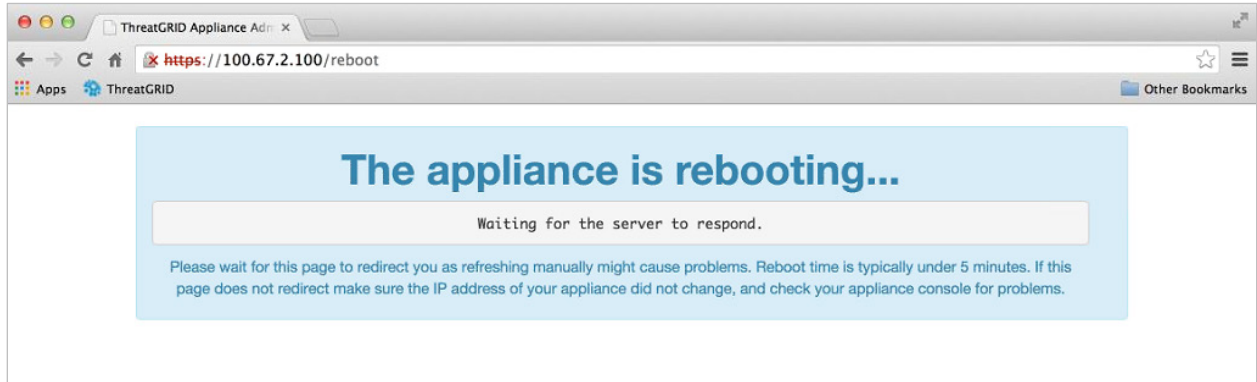 ThreatGRID Appliance Adm
https://100.67.2.100/reboot
Apps ThreatGRID Other Bookmarks
The appliance is rebooting...
Waiting for the server to respond.
Please wait for this page to redirect you as refreshing manually might cause problems. Reboot time is typically under 5 minutes. If this
page does not redirect make sure the IP address of your appliance did not change, and check your appliance console for problems.